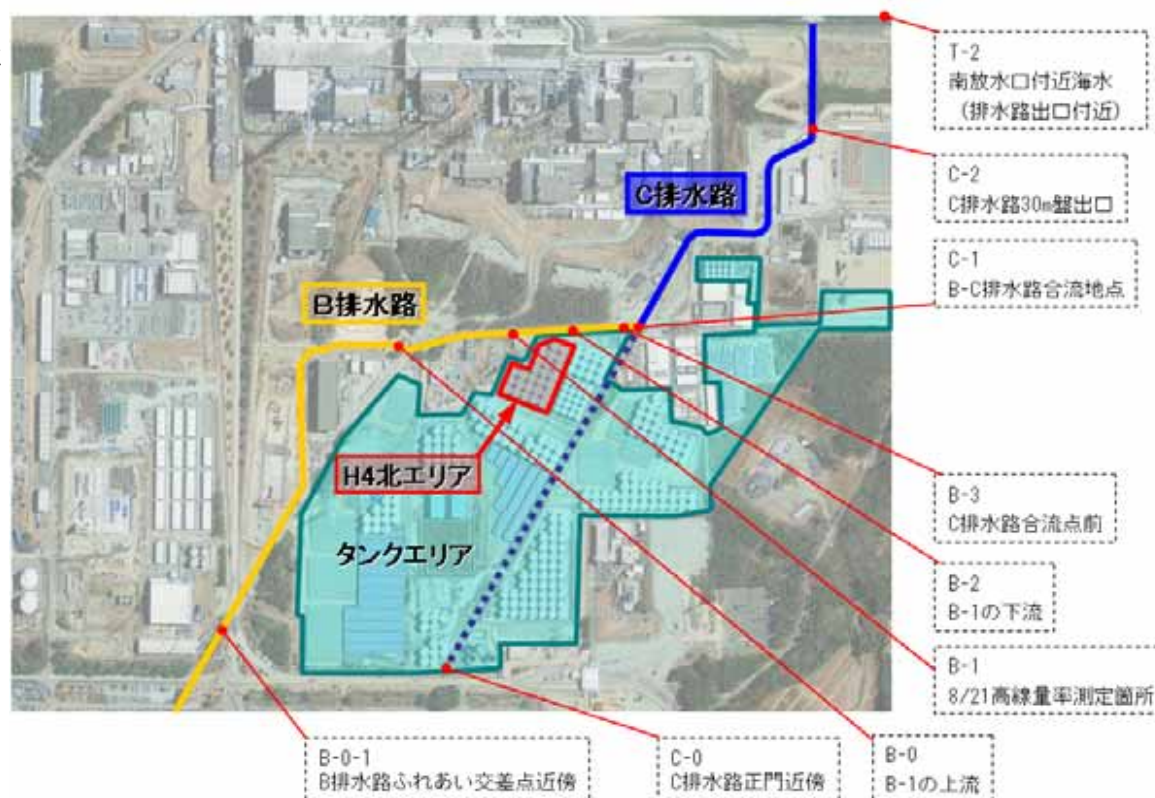 T-2
南放水口付近海水
(排水路出口付近)
C-2
C排水路30m盤出口
C排水路
C-1
B-C排水路合流地点
B排水路
H4北エリア
タンクエリア
B-3
C排水路合流点前
B-2
B-1の下流
B-1
8/21高線量率測定箇所
B-0-1
B排水路ふれあい交差点近傍
C-0
C排水路正門近傍
B-0
B-1の上流